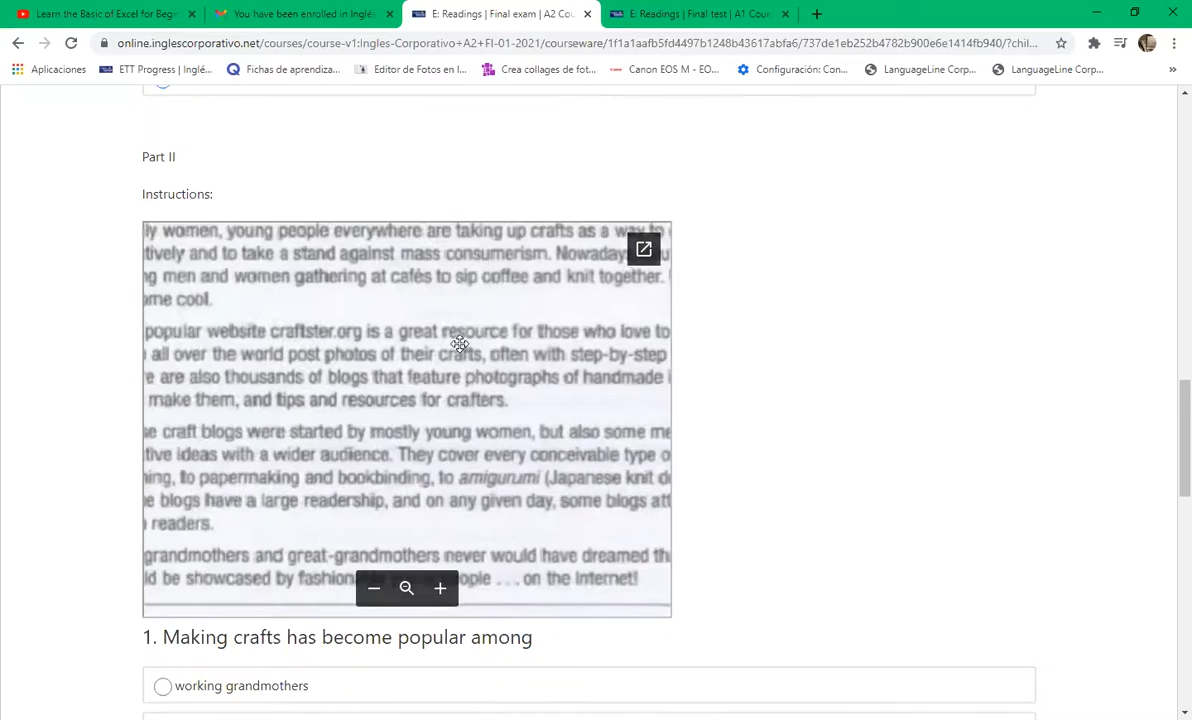 Learn the Basic of Excel for Begin
You have been enrolled in Inglés
E: Readings | Final exam | A2 Cou
E: Readings | Final test | A1 Cours
online.inglescorporativo.net/courses/course-v1:Ingles-Corporativo+A2+FI-01-2021/courseware/1f1a1aafb5fd4497b1248b43617abfa6/737de1eb252b4782b900e6e1414fb940/?chil...
Aplicaciones
ETT Progress | Inglé...
Fichas de aprendiza...
Editor de Fotos en l...
Crea collages de fot...
Canon EOS M - EO...
Configuración: Con...
LanguageLine Corp...
LanguageLine Corp...
Part II
Instructions:
ly women, young people everywhere are taking up crafts as a way to
tively and to take a stand against mass consumerism. Nowaday
ng men and women gathering at cafés to sip coffee and knit together.
ome cool.
popular website craftster.org is a great resource for those who love to
all over the world post photos of their crafts, often with step-by-step
e are also thousands of blogs that feature photographs of handmade i
make them, and tips and resources for crafters.
se craft blogs were started by mostly young women, but also some me
tive ideas with a wider audience. They cover every conceivable type o
ning, to papermaking and bookbinding, to amigurumi (Japanese knit d
e blogs have a large readership, and on any given day, some blogs att
readers.
grandmothers and great-grandmothers never would have dreamed th
ld be showcased by fashion ople ... on the Internet!
1. Making crafts has become popular among
working grandmothers